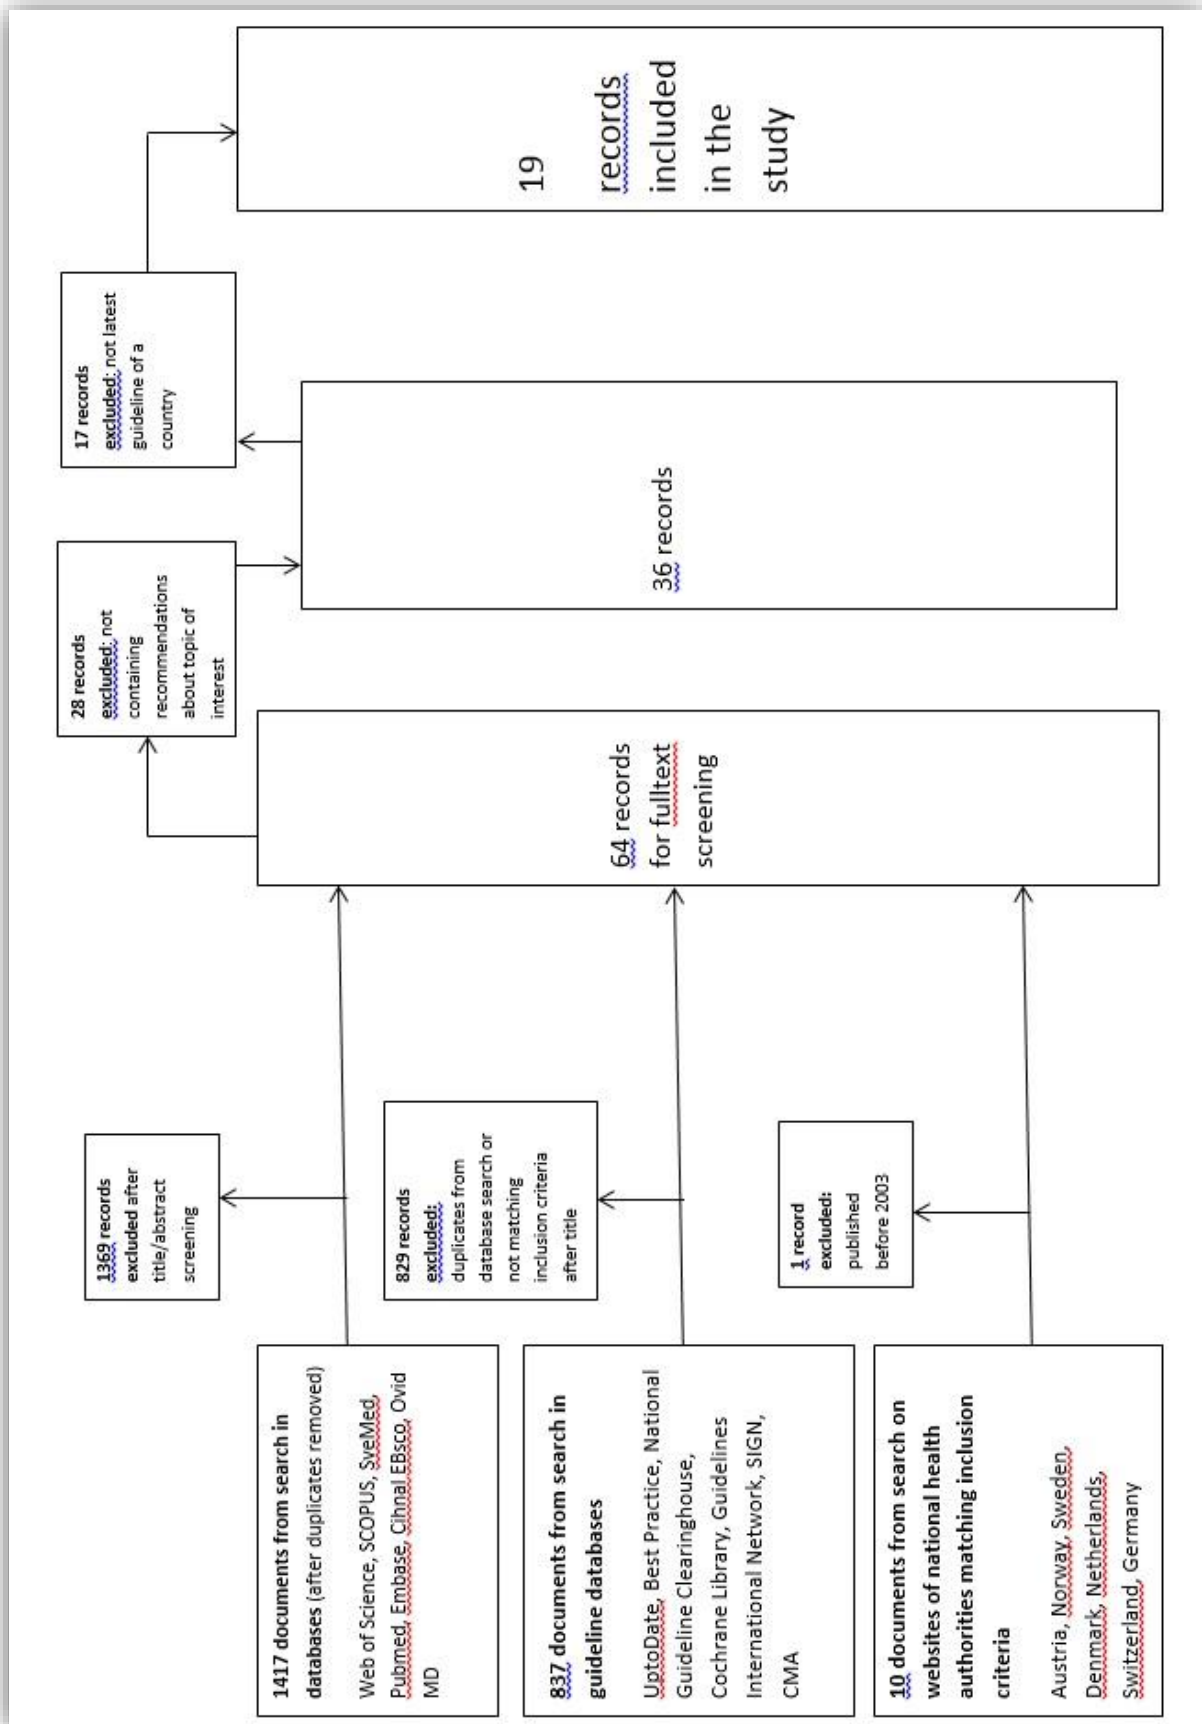 1417 documents from search in
databases (after duplicates removed)
Web of Science, SCOPUS, SveMed,
Pubmed, Embase, Cihnal EBsco, Ovid
MD
837 documents from search in
guideline databases
UptoDate, Best Practice, National
Guideline Clearinghouse,
Cochrane Library, Guidelines
International Network, SIGN,
CMA
10 documents from search on
websites of national health
authorities matching inclusion
criteria
Austria, Norway, Sweden,
Denmark, Netherlands,
Switzerland, Germany
1369 records
excluded after
title/abstract
screening
829 records
excluded:
duplicates from
database search or
not matching
inclusion criteria
after title
1 record
excluded:
published
before 2003
64 records
for fulltext
screening
28 records
excluded: not
containing
recommendations
about topic of
interest
36 records
17 records
excluded: not latest
guideline of a
country
19
records
included
in the
study